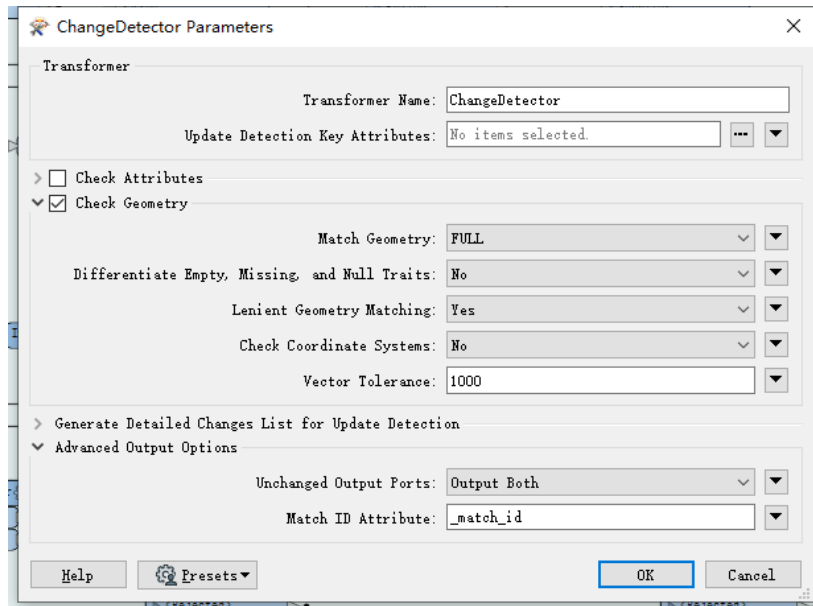 ChangeDetector Parameters
Transformer
Transformer Name: ChangeDetector
Update Detection Key Attributes: No items selected.
Check Attributes
Check Geometry
Match Geometry: FULL
Differentiate Empty, Missing, and Null Traits: No
Lenient Geometry Matching: Yes
Check Coordinate Systems: No
Vector Tolerance: 1000
Generate Detailed Changes List for Update Detection
Advanced Output Options
Unchanged Output Ports: Output Both
Match ID Attribute: _match_id
Help Presets OK Cancel